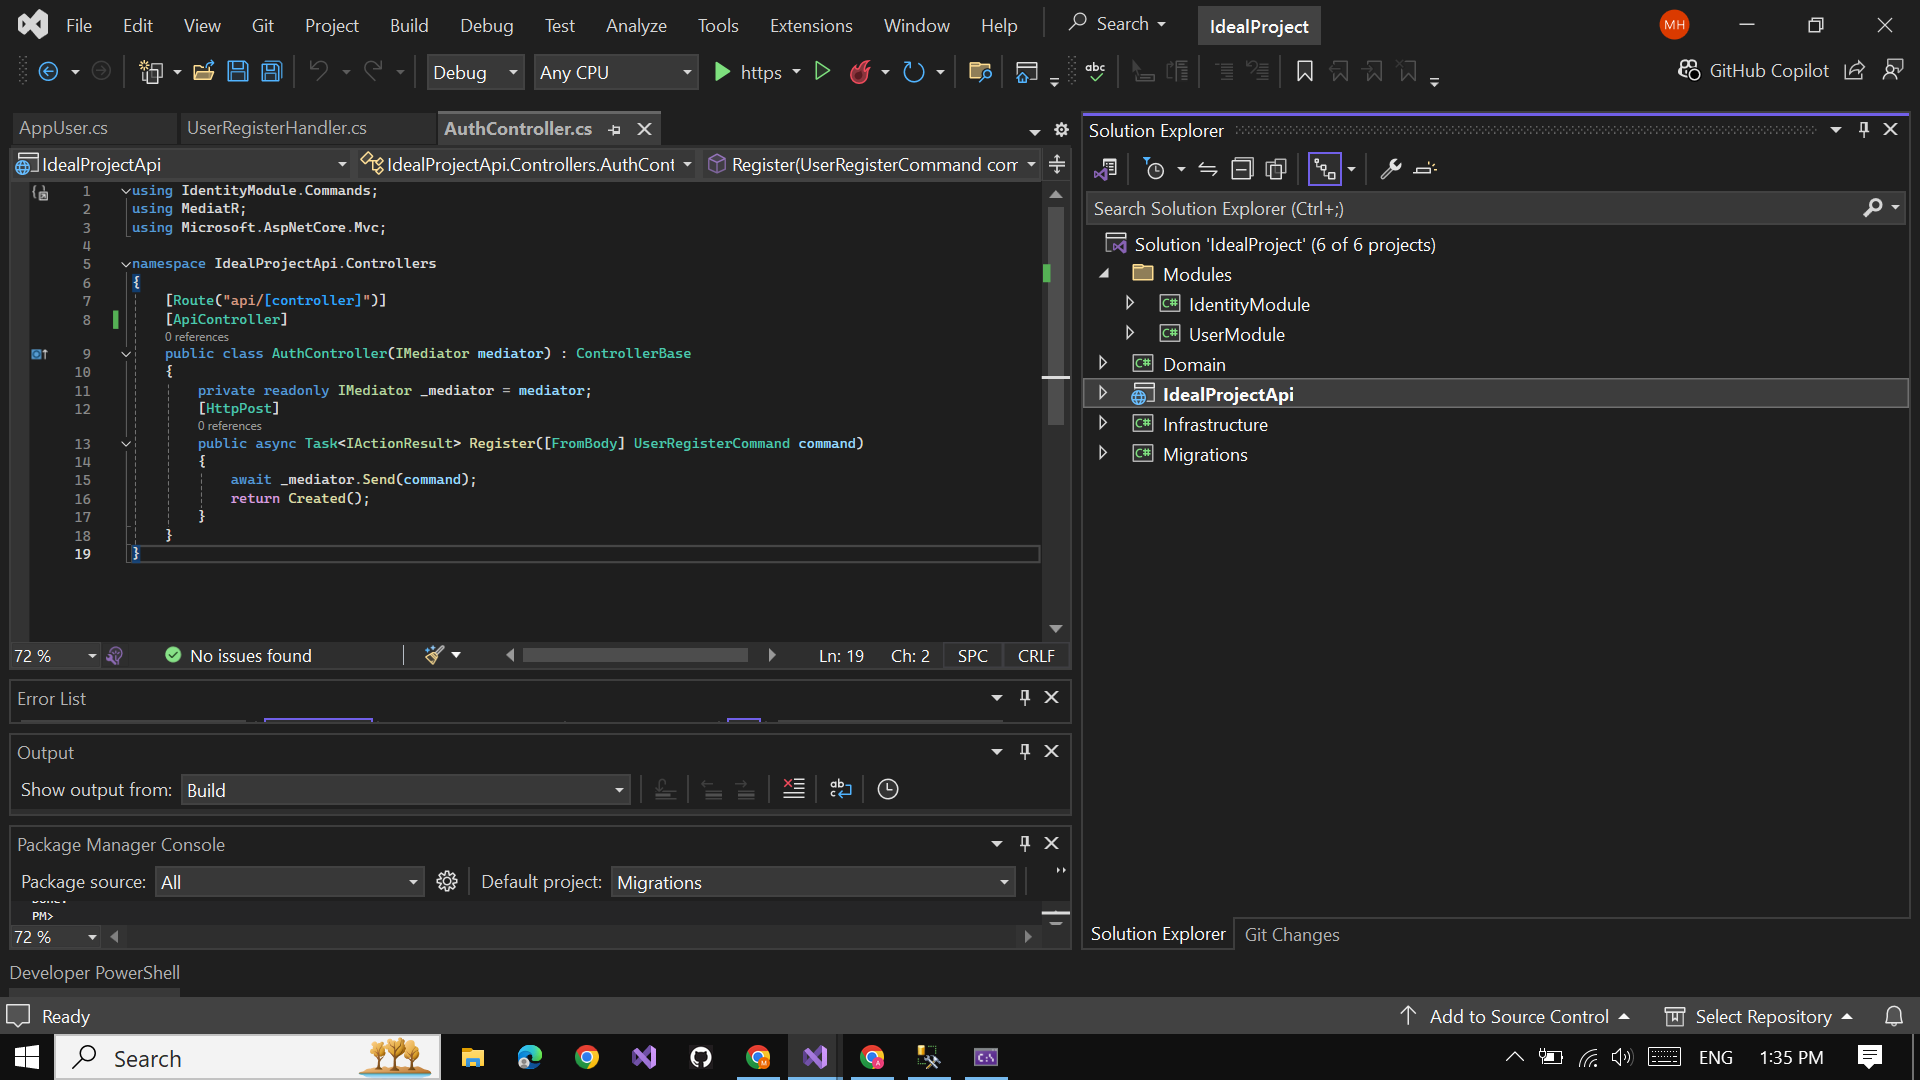 File Edit View Git Project Build Debug Test Analyze Tools Extensions Window Help Search IdealProject MH
Debug Any CPU https abc GitHub Copilot
AppUser.cs UserRegisterHandler.cs AuthController.cs
IdealProjectApi IdealProjectApi.Controllers.AuthCont Register(UserRegisterCommand com
1 using IdentityModule.Commands;
2 using MediatR;
3 using Microsoft.AspNetCore.Mvc;
4
5 namespace IdealProjectApi.Controllers
6 {
7 [Route("api/[controller]")]
8 [ApiController]
0 references
9 public class AuthController(IMediator mediator) : ControllerBase
10 {
11 private readonly IMediator _mediator = mediator;
12 [HttpPost]
0 references
13 public async Task<IActionResult> Register([FromBody] UserRegisterCommand command)
14 {
15 await _mediator.Send(command);
16 return Created();
17 }
18 }
19 }
72 % No issues found Ln: 19 Ch: 2 SPC CRLF
Error List
Output
Show output from: Build
Package Manager Console
Package source: All Default project: Migrations
PM>
72 %
Developer PowerShell
Solution Explorer
Search Solution Explorer (Ctrl+;)
Solution 'IdealProject' (6 of 6 projects)
Modules
C# IdentityModule
C# UserModule
C# Domain
IdealProjectApi
C# Infrastructure
C# Migrations
Solution Explorer Git Changes
Ready Add to Source Control Select Repository
Search ENG 1:35 PM